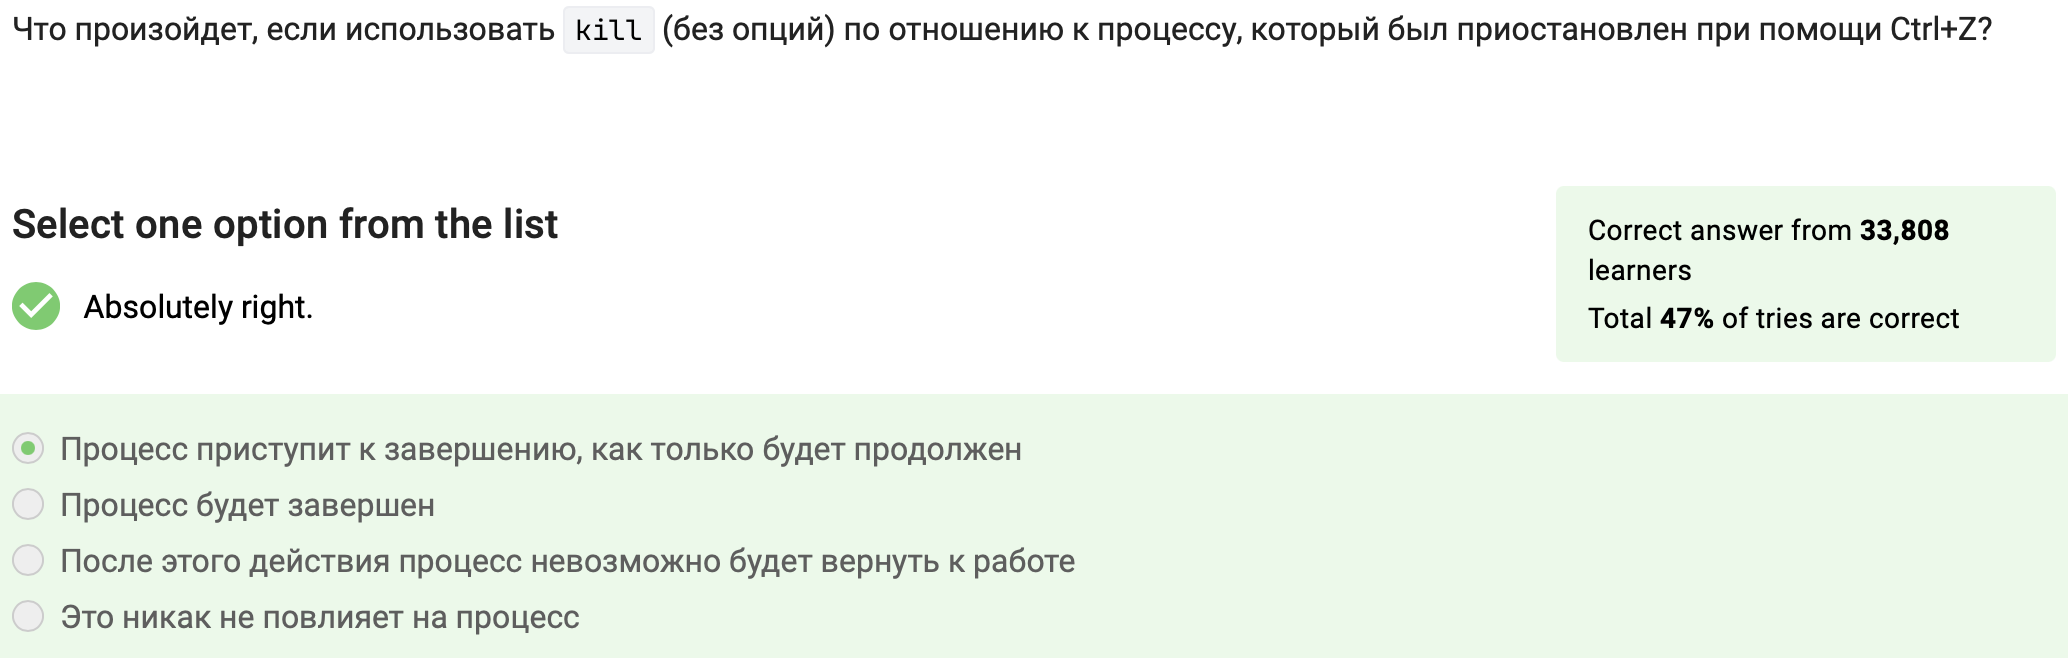 Что произойдет, если использовать kill (без опций) по отношению к процессу, который был приостановлен при помощи Ctrl+Z?
Select one option from the list
Absolutely right.
Correct answer from 33,808
learners
Total 47% of tries are correct
Процесс приступит к завершению, как только будет продолжен
Процесс будет завершен
После этого действия процесс невозможно будет вернуть к работе
Это никак не повлияет на процесс